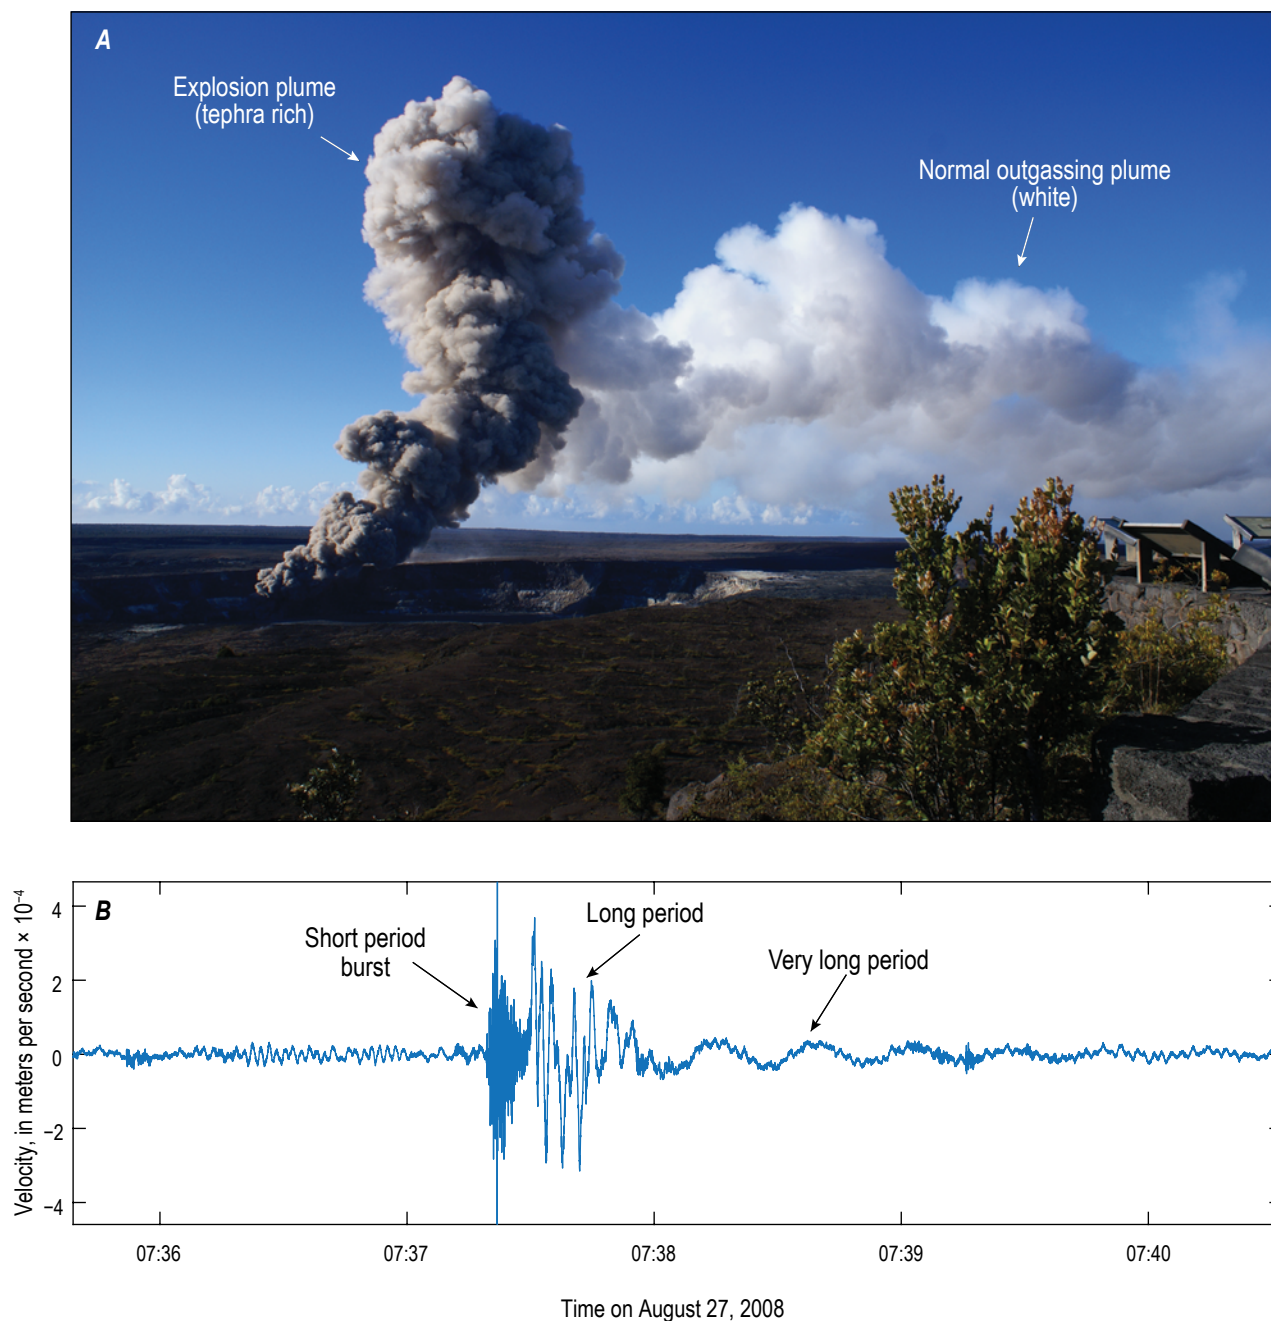 A
Explosion plume
(tephra rich)
Normal outgassing plume
(white)
B
Short period
burst
Long period
Very long period
Velocity, in meters per second × 10⁻⁴
4
2
0
−2
−4
07:36
07:37
07:38
07:39
07:40
Time on August 27, 2008